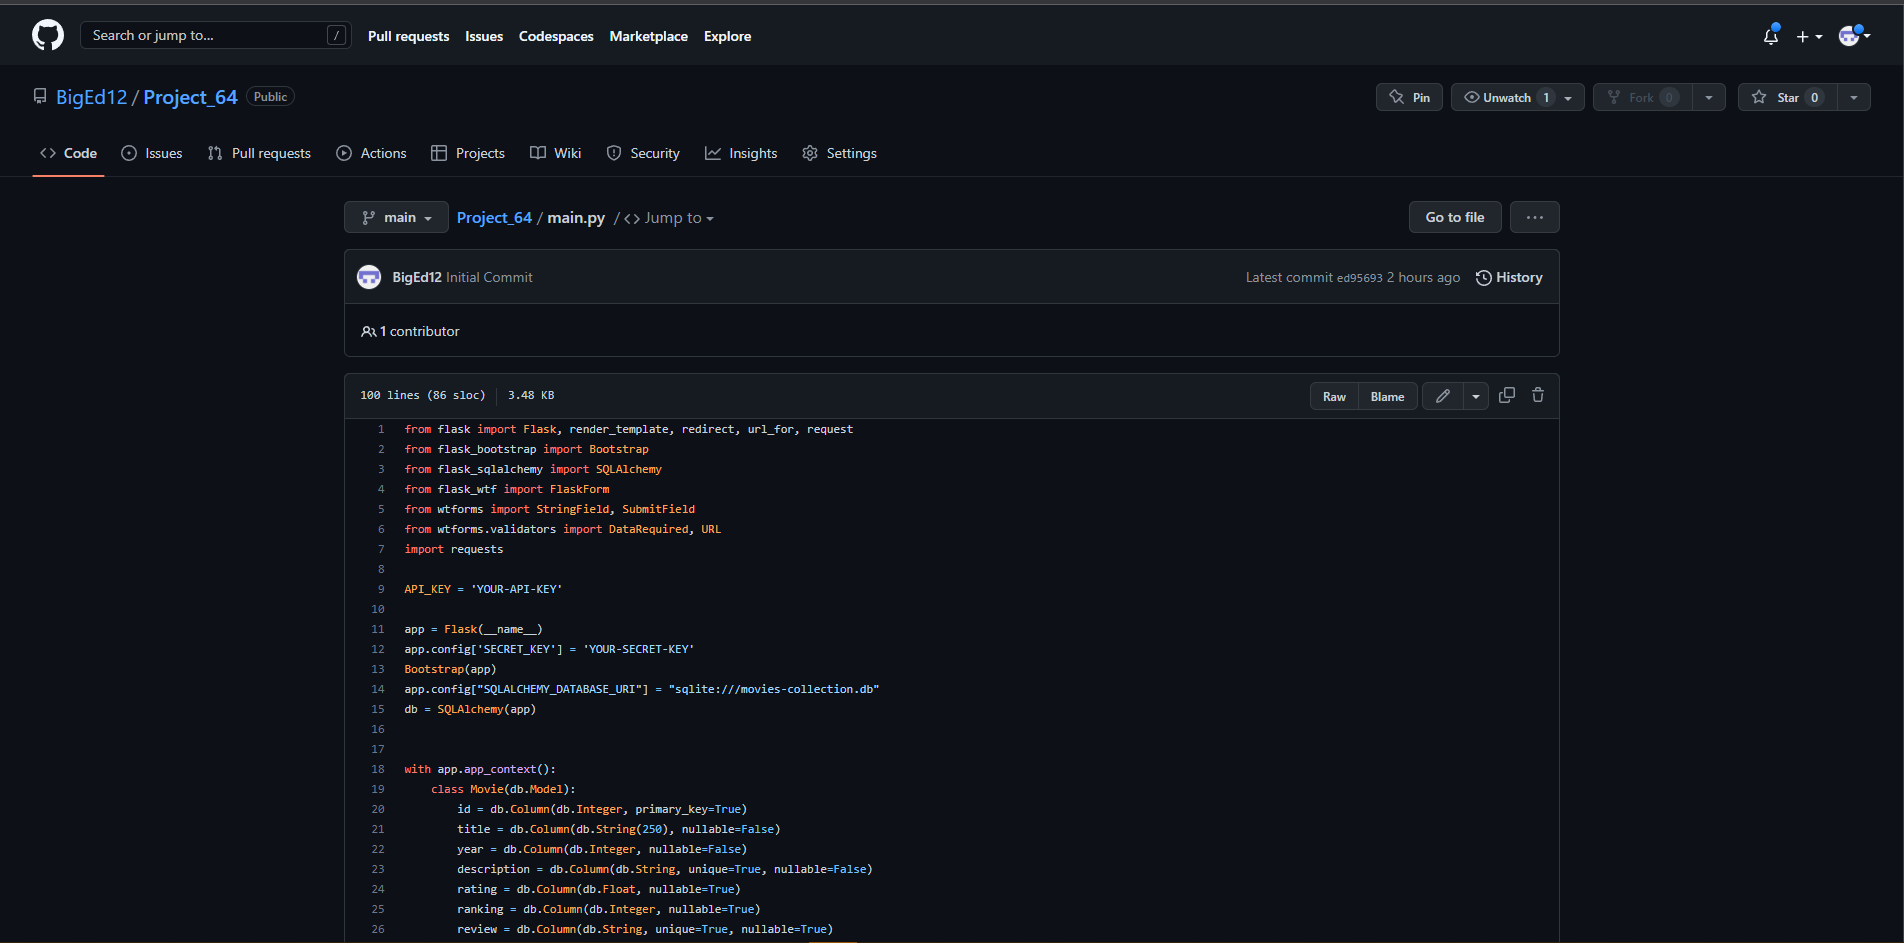 Search or jump to... / Pull requests Issues Codespaces Marketplace Explore
BigEd12 / Project_64 Public Pin Unwatch 1 Fork 0 Star 0
<> Code Issues Pull requests Actions Projects Wiki Security Insights Settings
main Project_64 / main.py / <> Jump to Go to file ...
BigEd12 Initial Commit Latest commit ed95693 2 hours ago History
1 contributor
100 lines (86 sloc) 3.48 KB Raw Blame
1 from flask import Flask, render_template, redirect, url_for, request
2 from flask_bootstrap import Bootstrap
3 from flask_sqlalchemy import SQLAlchemy
4 from flask_wtf import FlaskForm
5 from wtforms import StringField, SubmitField
6 from wtforms.validators import DataRequired, URL
7 import requests
8
9 API_KEY = 'YOUR-API-KEY'
10
11 app = Flask(__name__)
12 app.config['SECRET_KEY'] = 'YOUR-SECRET-KEY'
13 Bootstrap(app)
14 app.config["SQLALCHEMY_DATABASE_URI"] = "sqlite:///movies-collection.db"
15 db = SQLAlchemy(app)
16
17
18 with app.app_context():
19     class Movie(db.Model):
20         id = db.Column(db.Integer, primary_key=True)
21         title = db.Column(db.String(250), nullable=False)
22         year = db.Column(db.Integer, nullable=False)
23         description = db.Column(db.String, unique=True, nullable=False)
24         rating = db.Column(db.Float, nullable=True)
25         ranking = db.Column(db.Integer, nullable=True)
26         review = db.Column(db.String, unique=True, nullable=True)